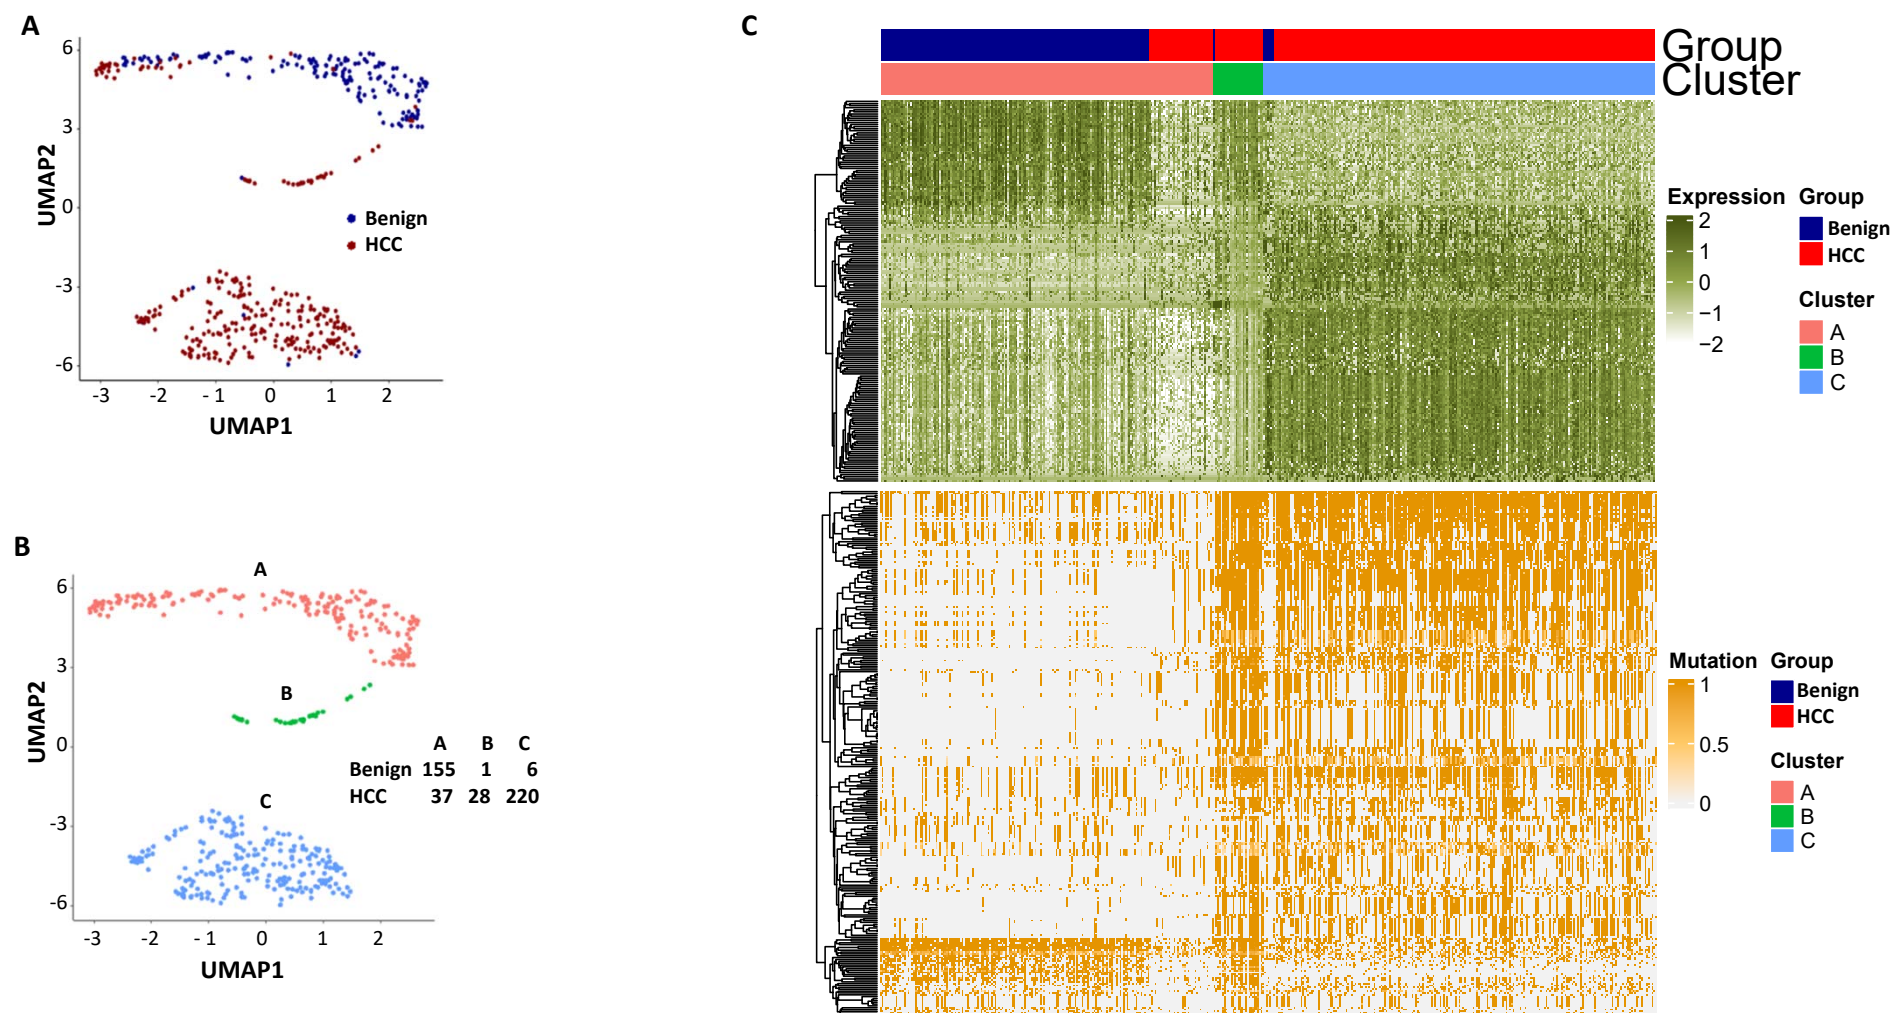 A
6
3
0
-3
-6
UMAP2
Benign
HCC
-3 -2 - 1 0 1 2
UMAP1
B
A
6
3
B
0
A B C
Benign 155 1 6
HCC 37 28 220
C
-3
-6
UMAP2
-3 -2 - 1 0 1 2
UMAP1
C
Group
Cluster
Expression
2
1
0
−1
−2
Group
Benign
HCC
Cluster
A
B
C
Mutation
1
0.5
0
Group
Benign
HCC
Cluster
A
B
C